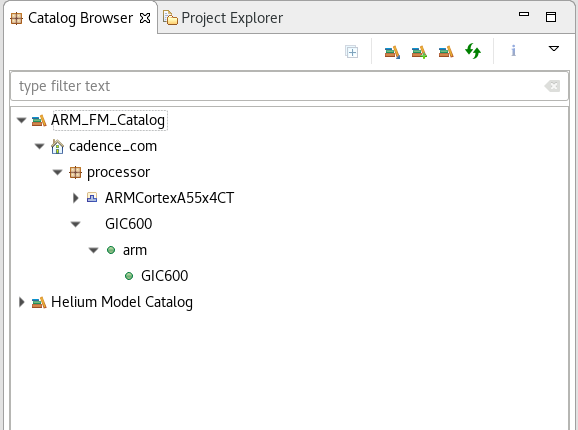 Catalog Browser Project Explorer
type filter text
ARM_FM_Catalog
cadence_com
processor
ARMCortexA55x4CT
GIC600
arm
GIC600
Helium Model Catalog